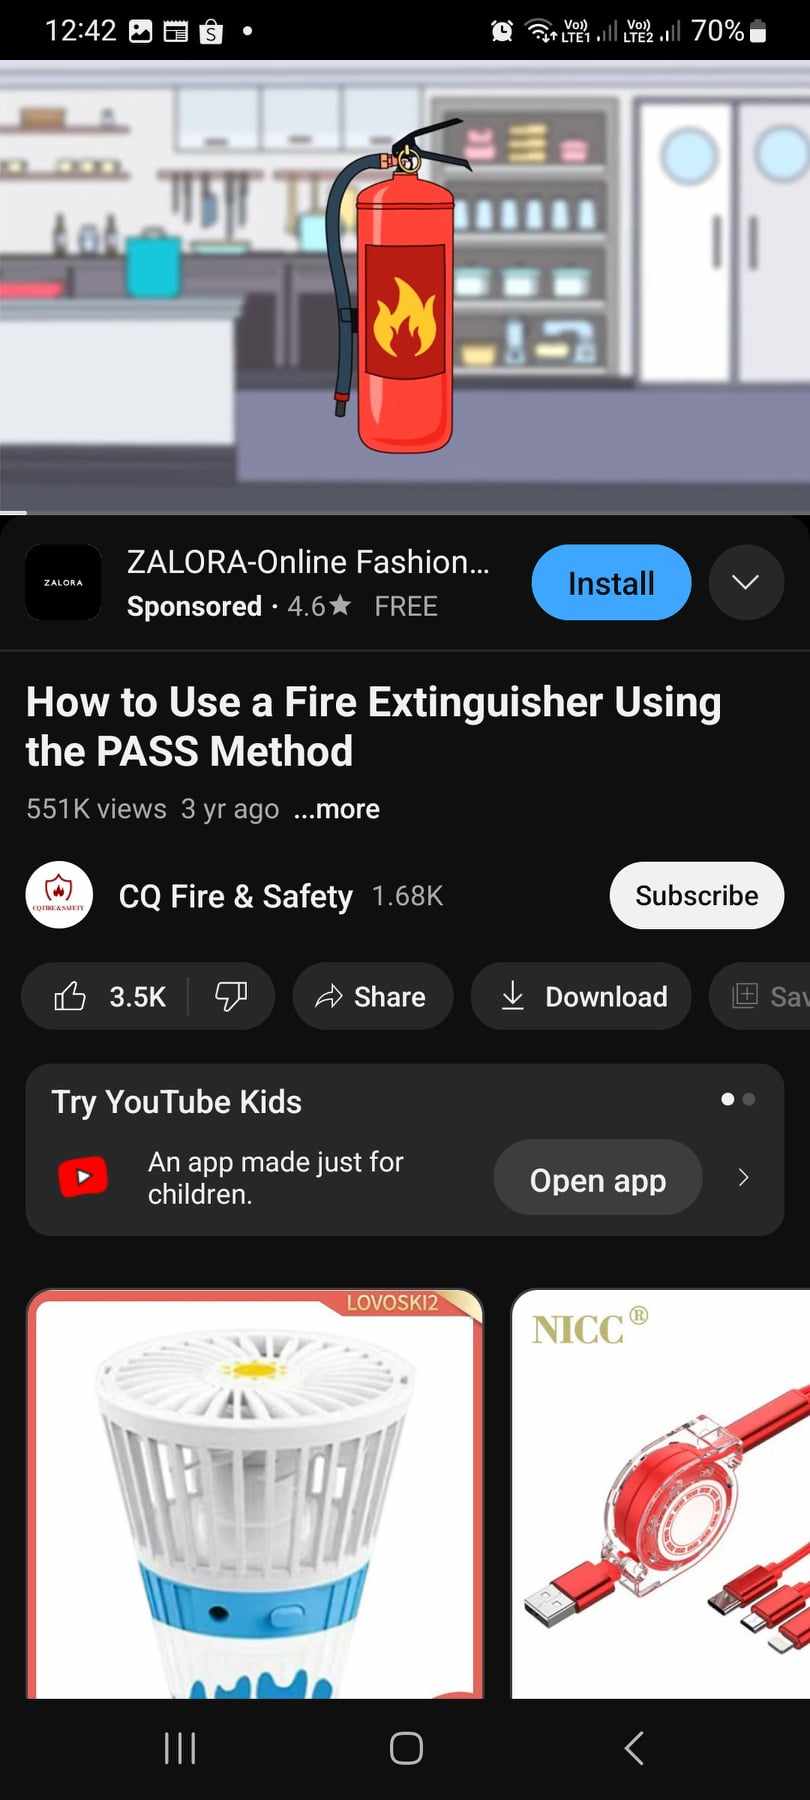 12:42
Vo)) LTE1 Vo)) LTE2 70%
ZALORA
ZALORA-Online Fashion...
Sponsored · 4.6★ FREE
Install
How to Use a Fire Extinguisher Using
the PASS Method
551K views 3 yr ago ...more
CQ FIRE & SAFETY
CQ Fire & Safety 1.68K
Subscribe
3.5K
Share
Download
Sav
Try YouTube Kids
An app made just for
children.
Open app
LOVOSKI2
NICC®